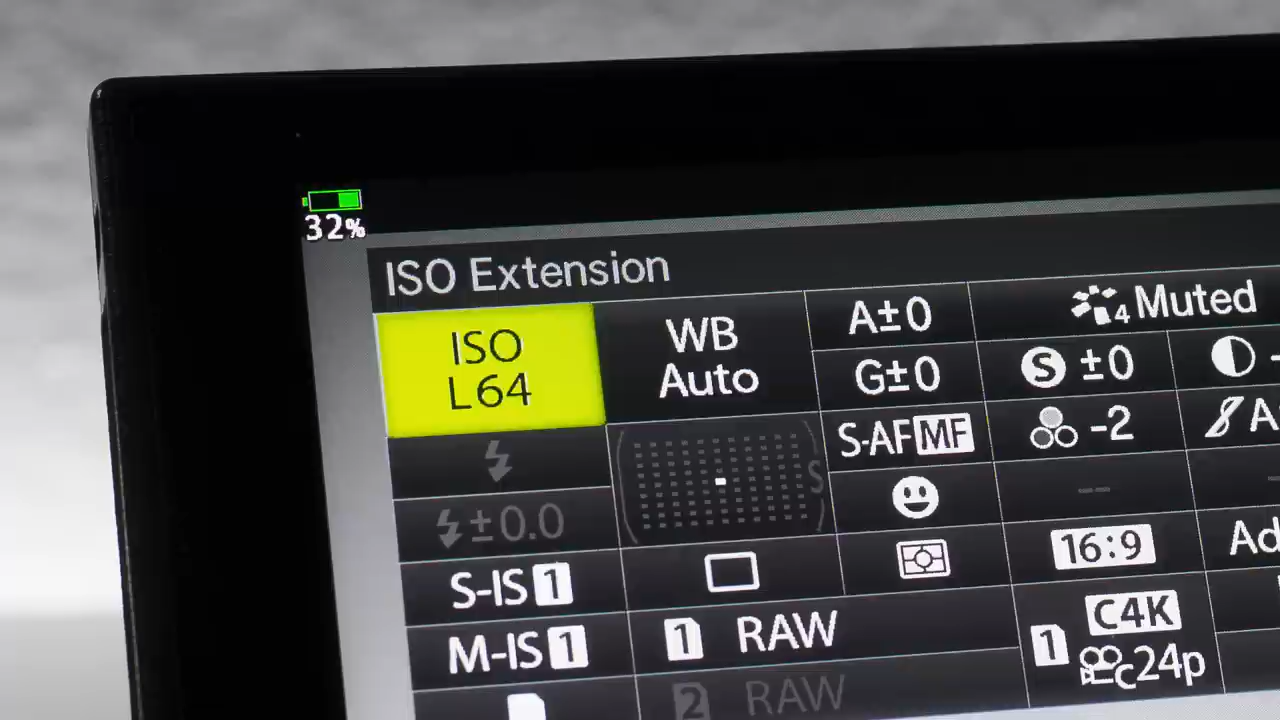 32%
ISO Extension
ISO
L64
WB
Auto
A±0
G±0
4 Muted
S ±0
S-AF MF
-2
A
S
±0.0
--
16:9
Ad
S-IS 1
M-IS 1
1 RAW
2 RAW
1
C4K
C24p